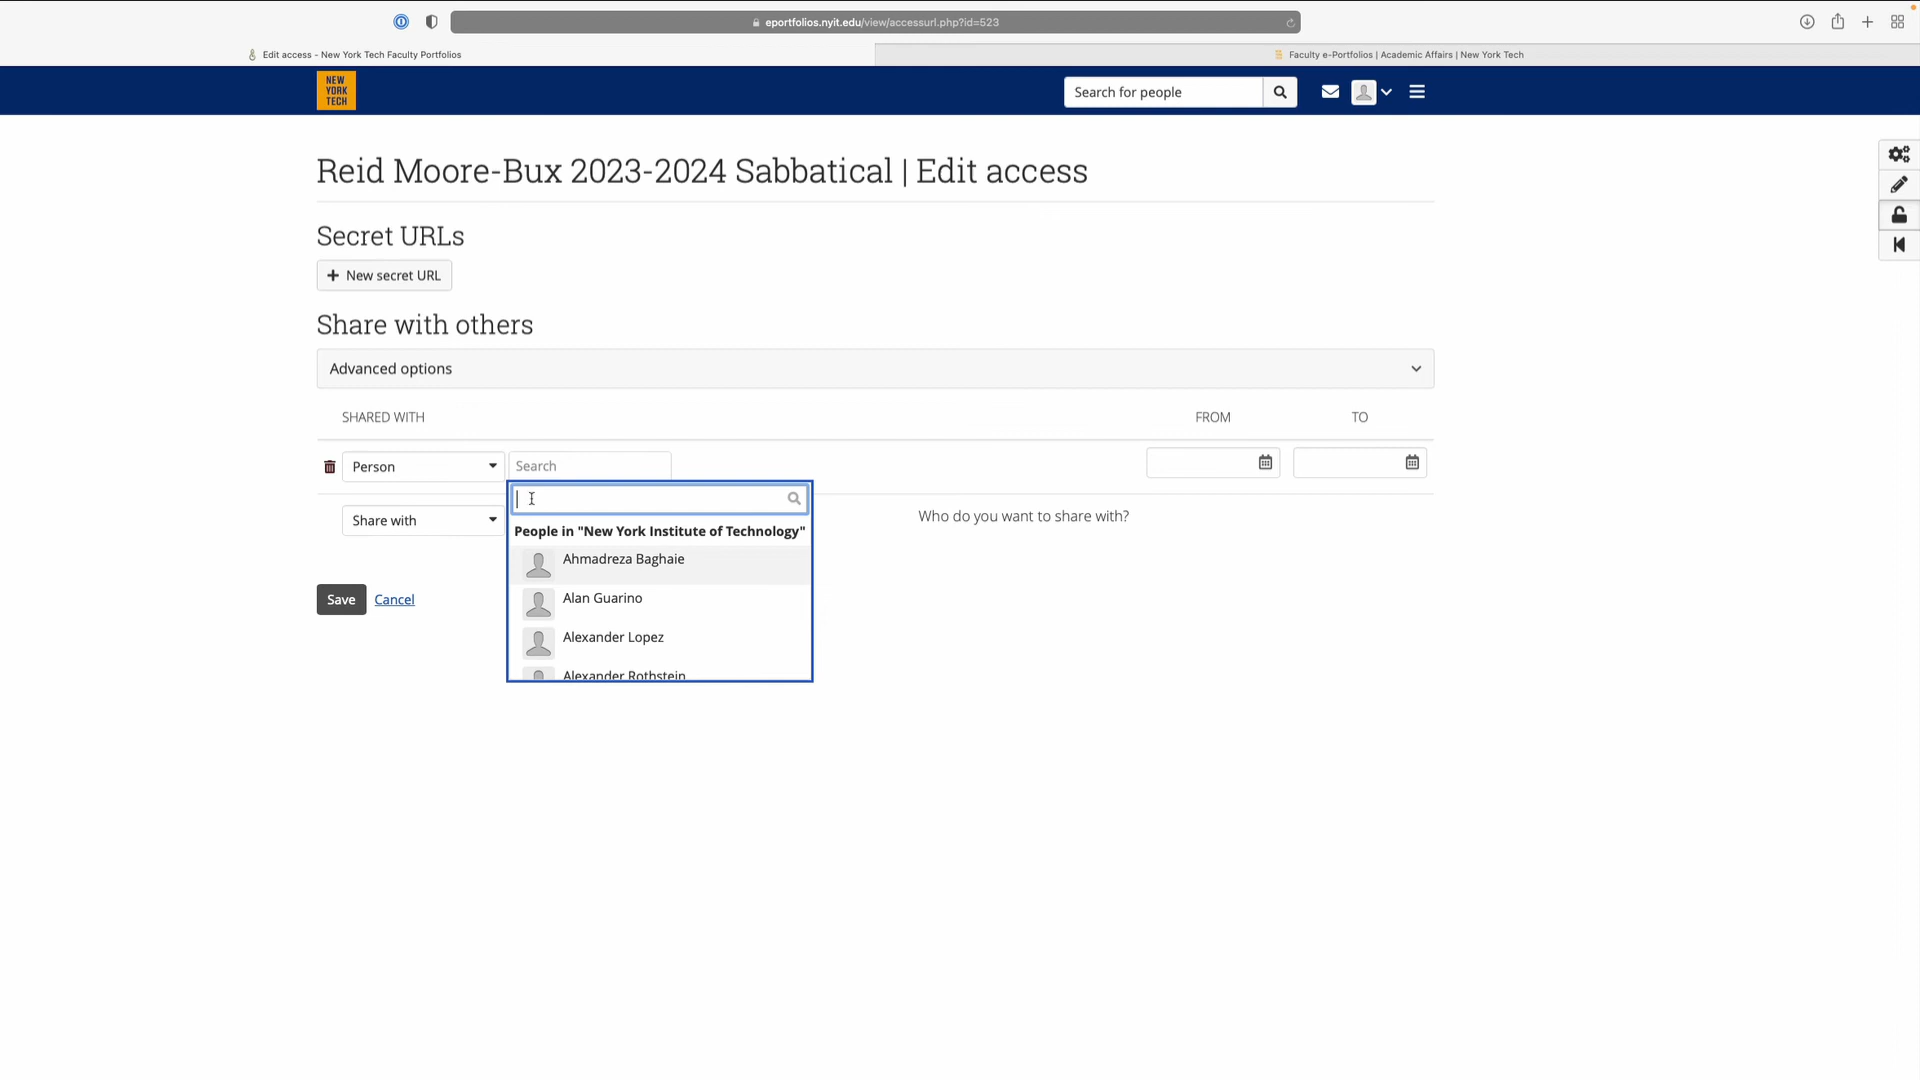 eportfolios.nyit.edu/view/accessurl.php?id=523
Edit access - New York Tech Faculty Portfolios
Faculty e-Portfolios | Academic Affairs | New York Tech
NEW
YORK
TECH
Search for people
Reid Moore-Bux 2023-2024 Sabbatical | Edit access
Secret URLs
+ New secret URL
Share with others
Advanced options
SHARED WITH
FROM
TO
Person
Search
People in "New York Institute of Technology"
Share with
Who do you want to share with?
Ahmadreza Baghaie
Alan Guarino
Save
Cancel
Alexander Lopez
Alexander Rothstein